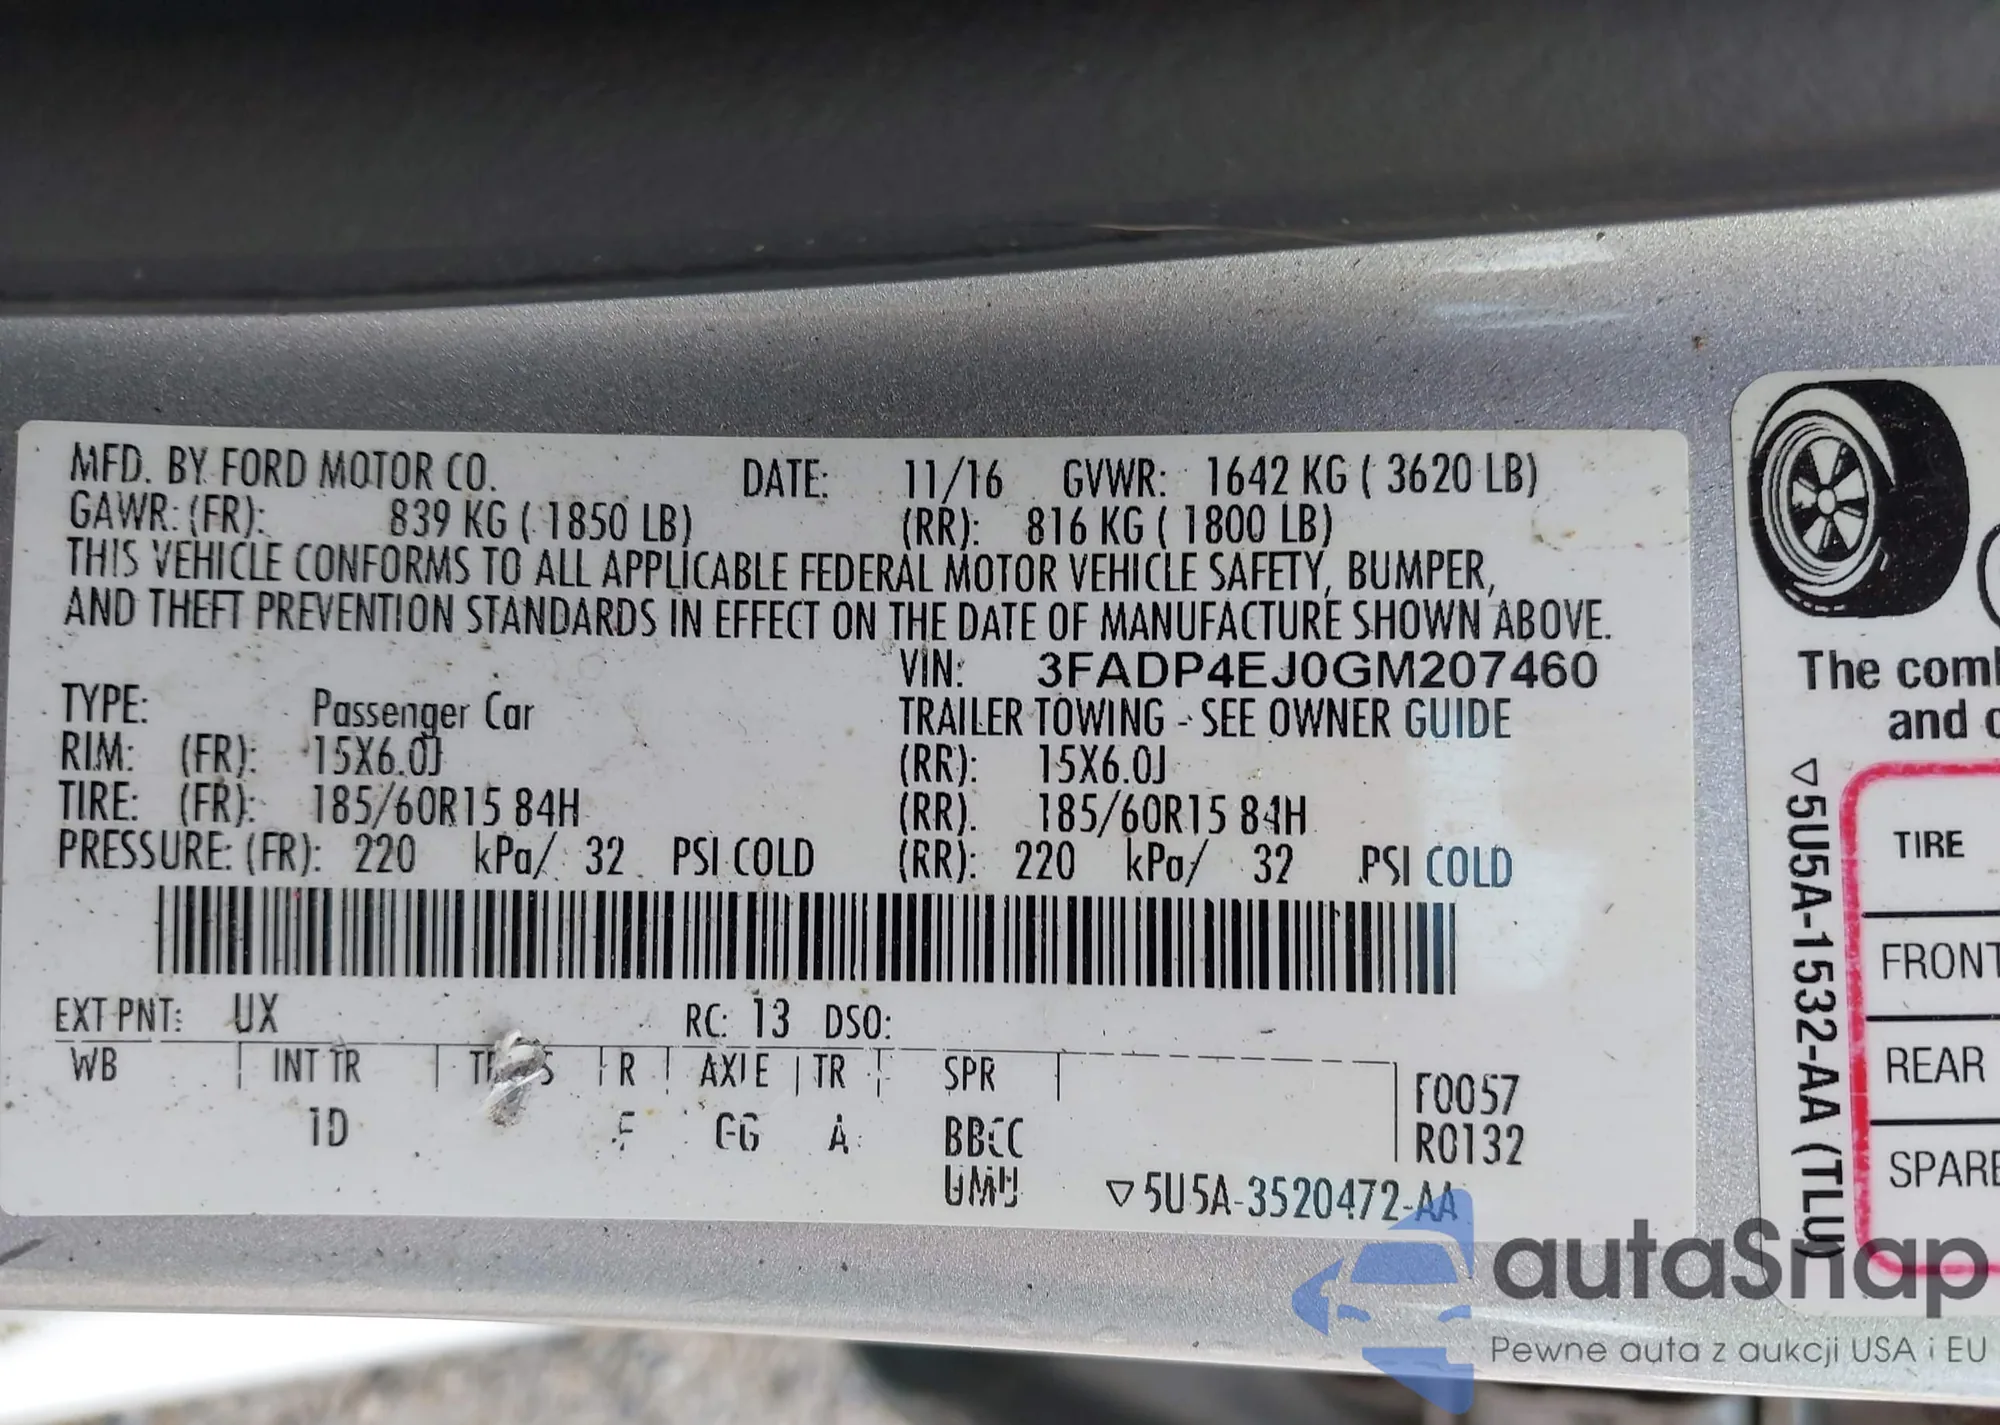 MFD. BY FORD MOTOR CO. DATE: 11/16 GVWR: 1642 KG ( 3620 LB)
GAWR: (FR): 839 KG ( 1850 LB) (RR): 816 KG ( 1800 LB)
THIS VEHICLE CONFORMS TO ALL APPLICABLE FEDERAL MOTOR VEHICLE SAFETY, BUMPER,
AND THEFT PREVENTION STANDARDS IN EFFECT ON THE DATE OF MANUFACTURE SHOWN ABOVE.
VIN: 3FADP4EJ0GM207460
TYPE: Passenger Car TRAILER TOWING - SEE OWNER GUIDE
RIM: (FR): 15X6.0J (RR): 15X6.0J
TIRE: (FR): 185/60R15 84H (RR): 185/60R15 84H
PRESSURE: (FR): 220 kPa/ 32 PSI COLD (RR): 220 kPa/ 32 PSI COLD
EXT PNT: UX RC: 13 DSO:
WB INT TR R AXLE TR SPR
F0057
1D F GG A BBCC R0132
▽5U5A-3520472-AA
The com
and
▽5U5A-1532-AA (TLU)
TIRE
FRONT
REAR
SPARE
autaSnap
Pewne auta z aukcji USA i EU